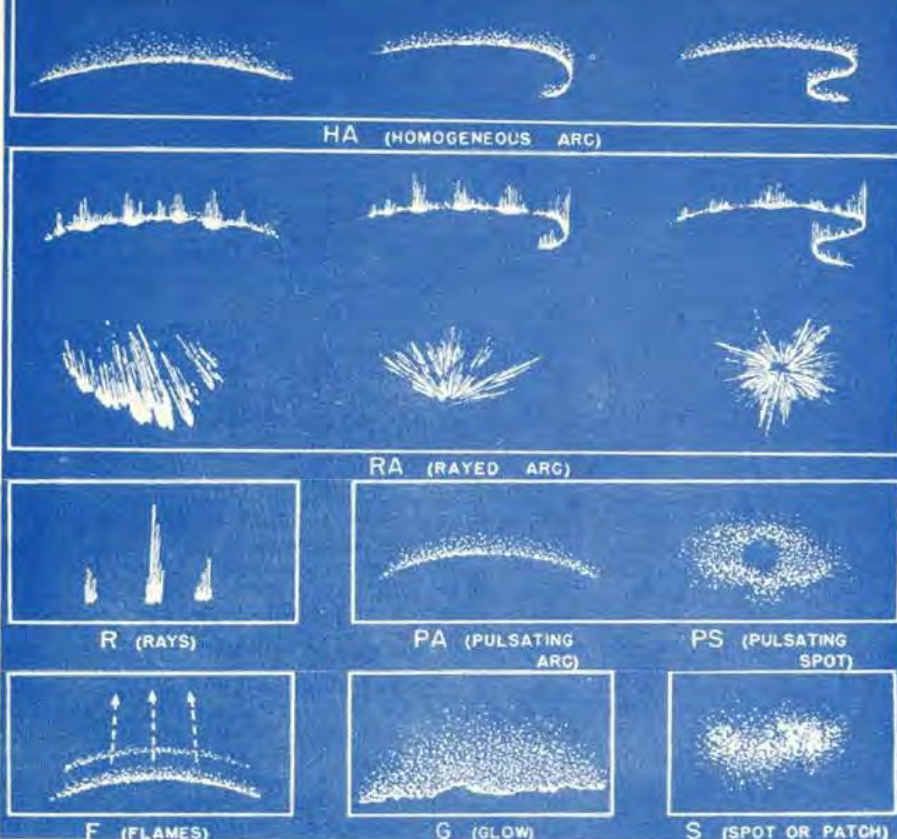 HA (HOMOGENEOUS ARC)
RA (RAYED ARC)
R (RAYS)
PA (PULSATING
ARC)
PS (PULSATING
SPOT)
F (FLAMES)
G (GLOW)
S (SPOT OR PATCH)